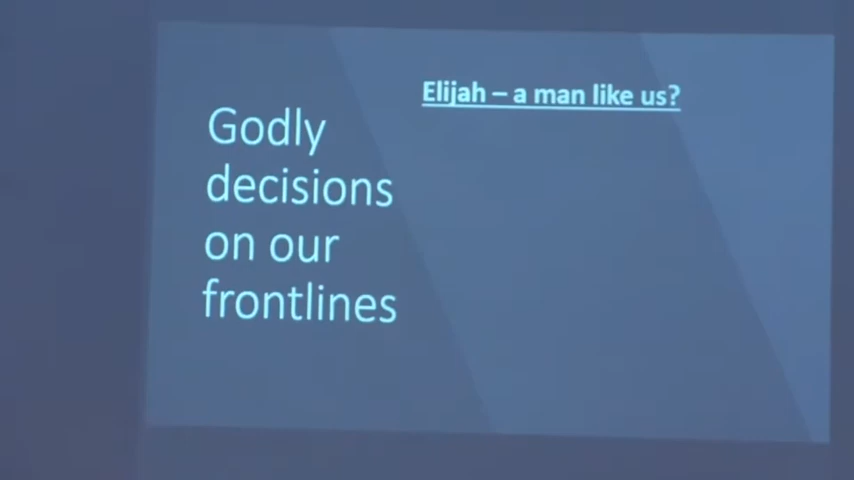 Godly
decisions
on our
frontlines
Elijah – a man like us?